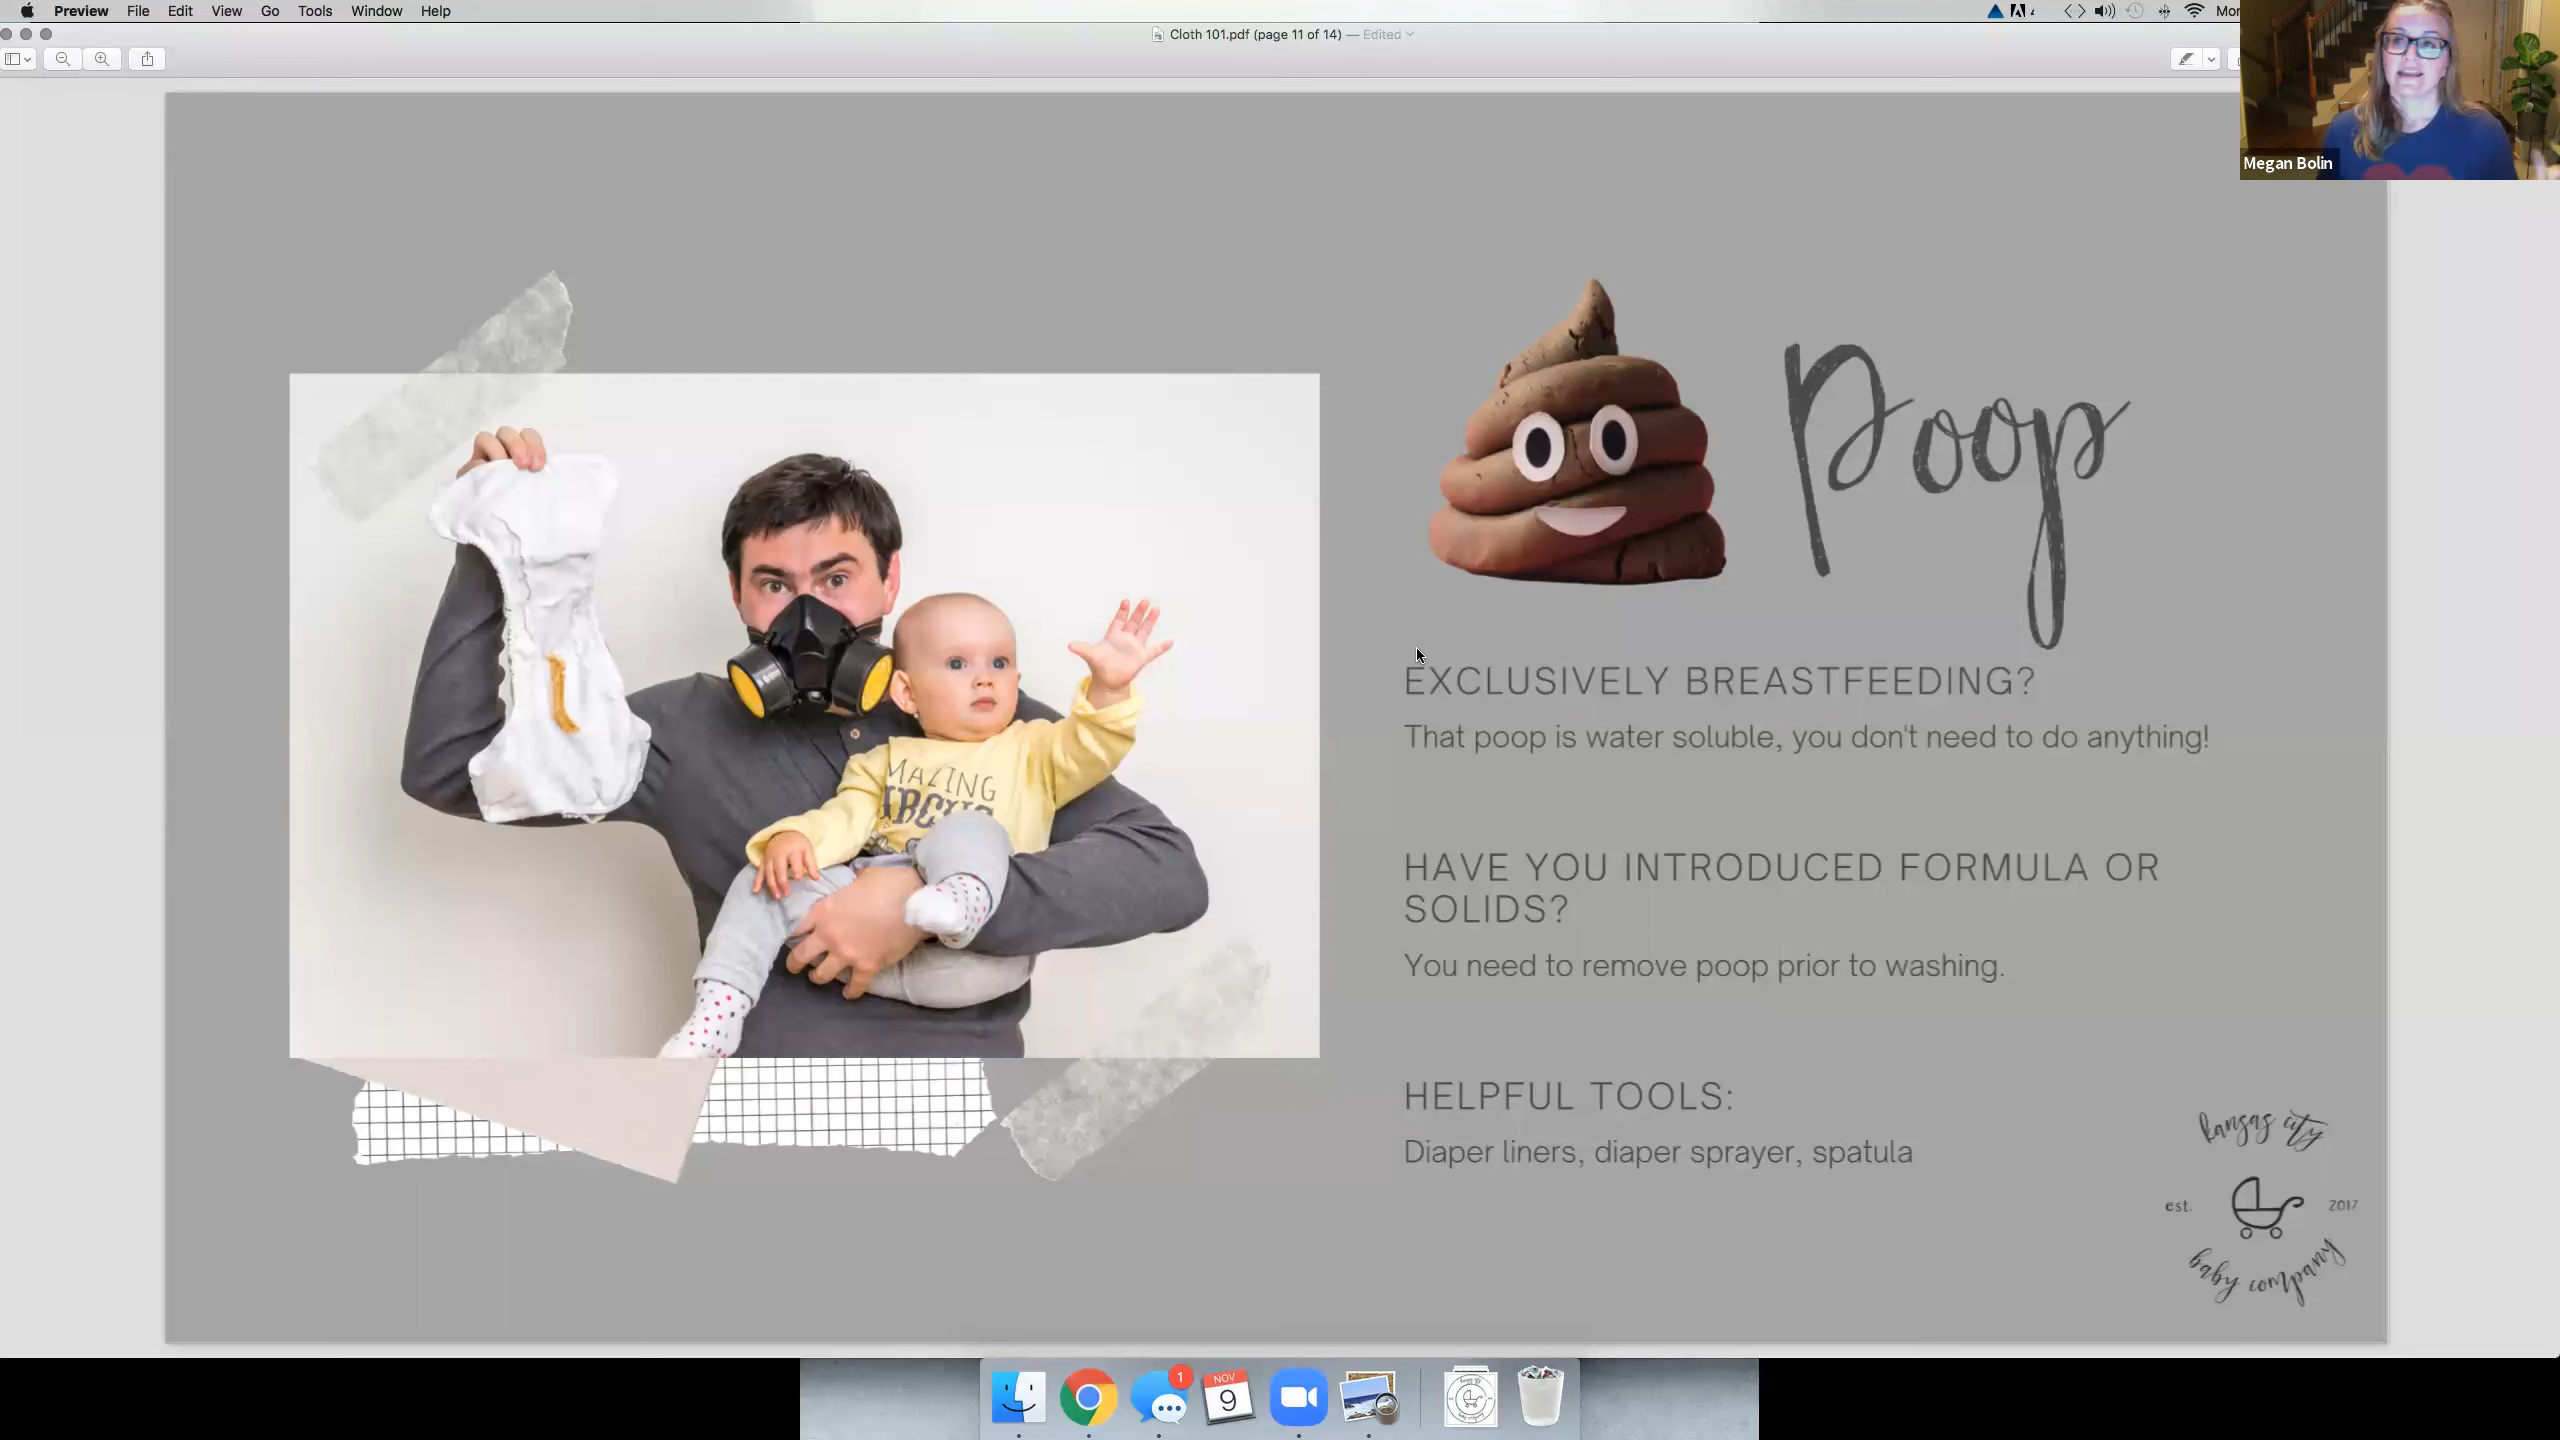 Preview File Edit View Go Tools Window Help
Cloth 101.pdf (page 11 of 14) — Edited
Megan Bolin
Poop
EXCLUSIVELY BREASTFEEDING?
That poop is water soluble, you don't need to do anything!
HAVE YOU INTRODUCED FORMULA OR
SOLIDS?
You need to remove poop prior to washing.
HELPFUL TOOLS:
Diaper liners, diaper sprayer, spatula
MAZING
kansas city
est. 2017
baby company
1
NOV
9